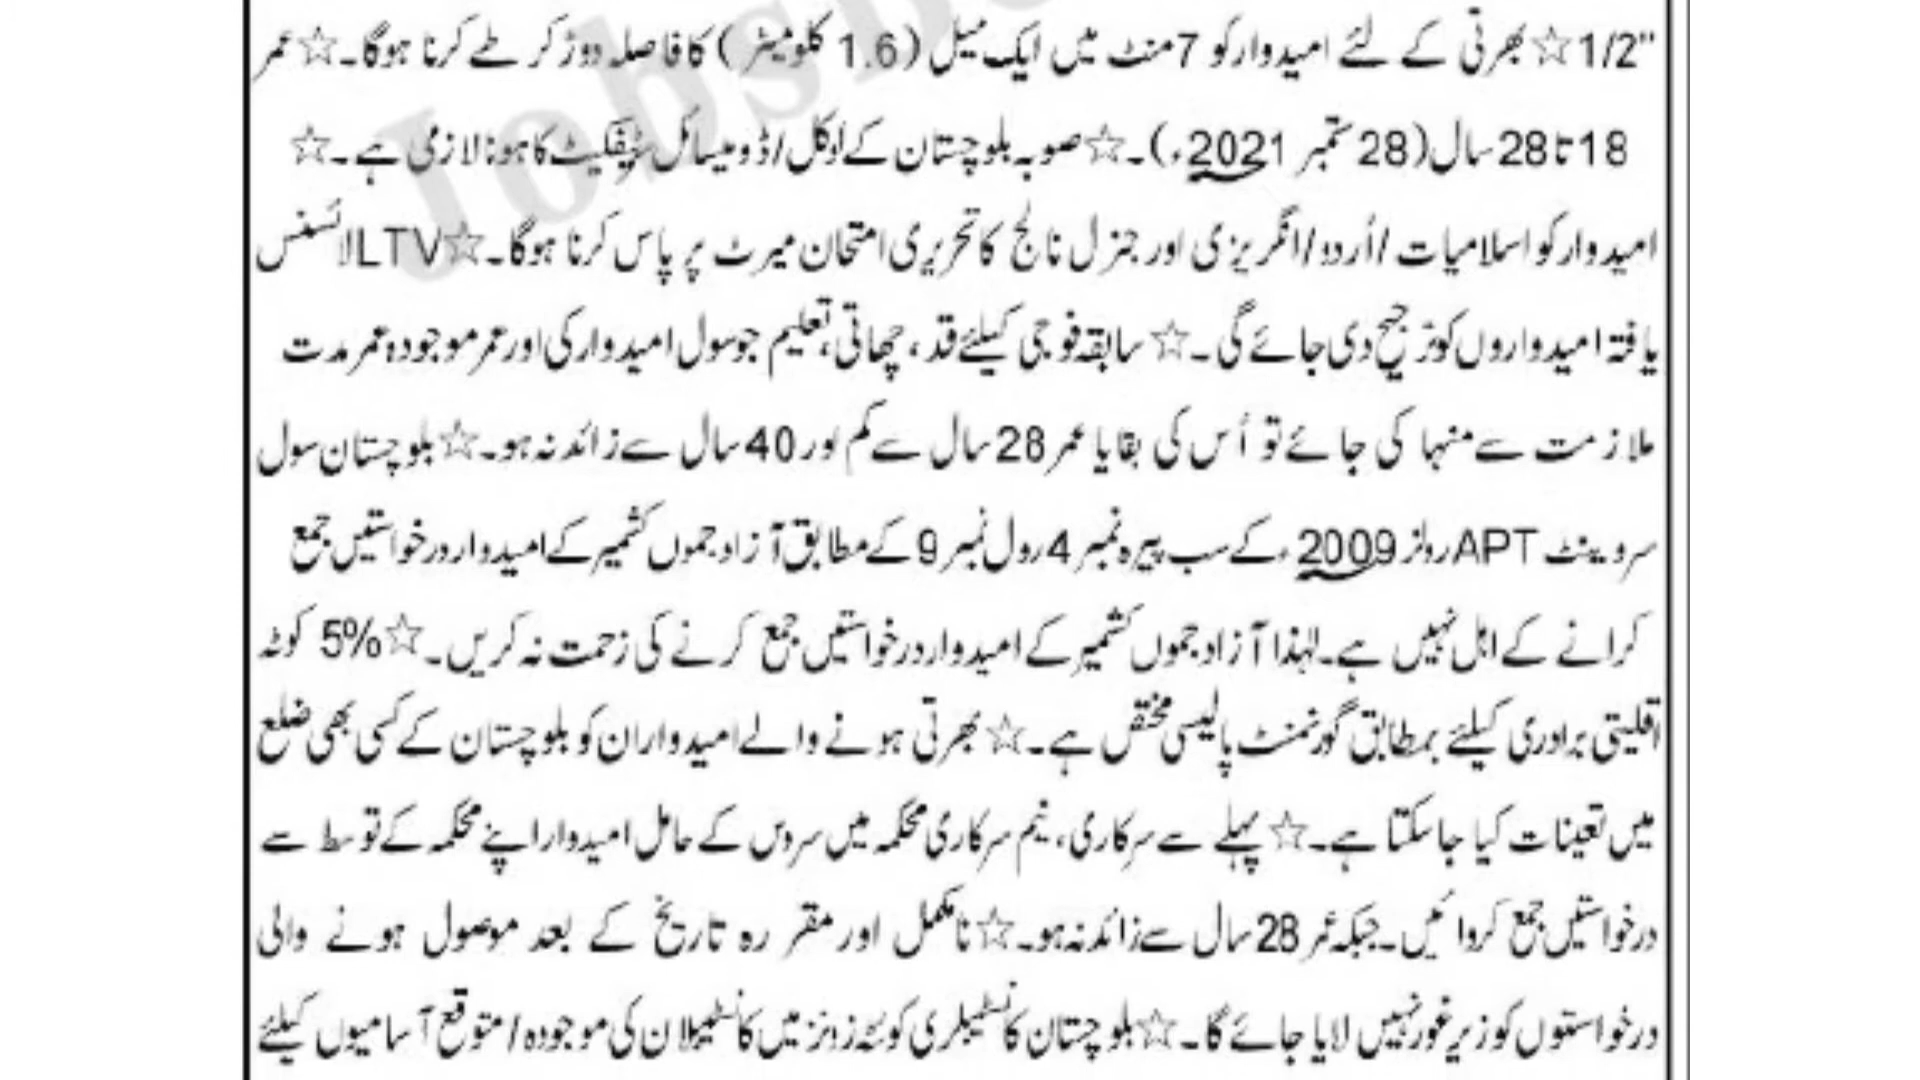 1/2"☆بھرتی کے لئے امیدوار کو 7 منٹ میں ایک میل (1.6 کلومیٹر) کا فاصلہ دوڑ کر طے کرنا ہوگا۔☆عمر
18 تا 28 سال (28 ستمبر 2021ء)۔☆صوبہ بلوچستان کے لوکل/ڈومیسائل سرٹیفکیٹ کا ہونا لازمی ہے۔☆
امیدوار کو اسلامیات/اُردو/انگریزی اور جنرل نالج کا تحریری امتحان میرٹ پر پاس کرنا ہوگا۔☆LTV لائسنس
یافتہ امیدواروں کو ترجیح دی جائے گی۔☆سابقہ فوجی کیلئے قد، چھاتی، تعلیم جو سول امیدوار کی اور عمر موجودہ عمر مدت
ملازمت سے منہا کی جائے تو اُس کی بقایا عمر 28 سال سے کم اور 40 سال سے زائد نہ ہو۔☆بلوچستان سول
سرونٹ APT رولز 2009ء کے سب پیرہ نمبر 4 رول نمبر 9 کے مطابق آزاد جموں کشمیر کے امیدوار درخواستیں جمع
کرانے کے اہل نہیں ہے۔ لہٰذا آزاد جموں کشمیر کے امیدوار درخواستیں جمع کرنے کی زحمت نہ کریں۔☆5% کوٹہ
اقلیتی برادری کیلئے بمطابق گورنمنٹ پالیسی مختص ہے۔☆بھرتی ہونے والے امیدواران کو بلوچستان کے کسی بھی ضلع
میں تعینات کیا جاسکتا ہے۔☆پہلے سے سرکاری، نیم سرکاری محکمہ میں سروس کے حامل امیدوار اپنے محکمہ کے توسط سے
درخواستیں جمع کروائیں۔ جبکہ عمر 28 سال سے زائد نہ ہو۔☆نامکمل اور مقررہ تاریخ کے بعد موصول ہونے والی
درخواستوں کو زیر غور نہیں لایا جائے گا۔☆بلوچستان کانسٹیبلری کوئٹہ زونز میں کانسٹیبلان کی موجودہ/متوقع آسامیوں کیلئے